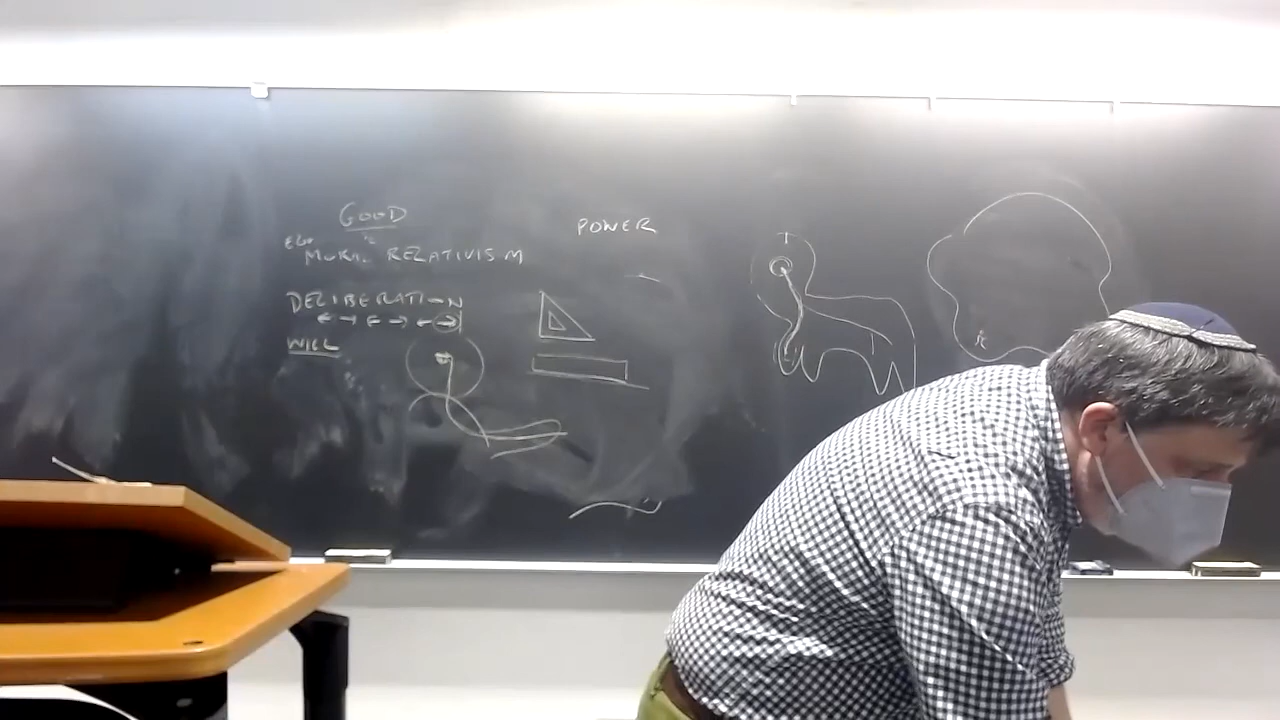 GOOD
MORAL RELATIVISM
DELIBERATION
WILL
POWER